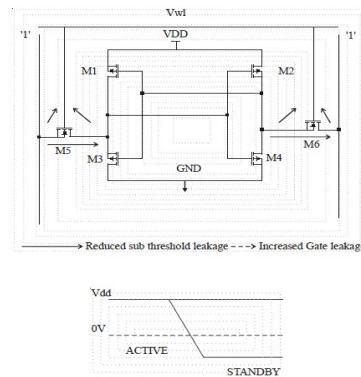 Vwl
'1' VDD '1'
M1 M2
M5 M6
M3 M4
GND
Reduced sub threshold leakage Increased Gate leakag
Vdd
0V
ACTIVE
STANDBY